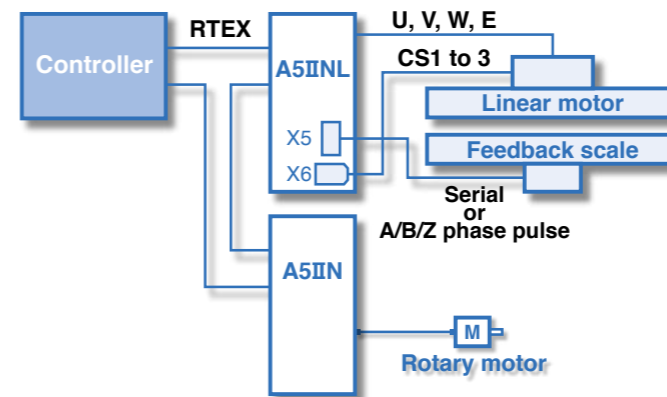 RTEX
U, V, W, E
Controller
A5ⅡNL
CS1 to 3
Linear motor
X5
Feedback scale
X6
Serial
or
A/B/Z phase pulse
A5ⅡN
M
Rotary motor